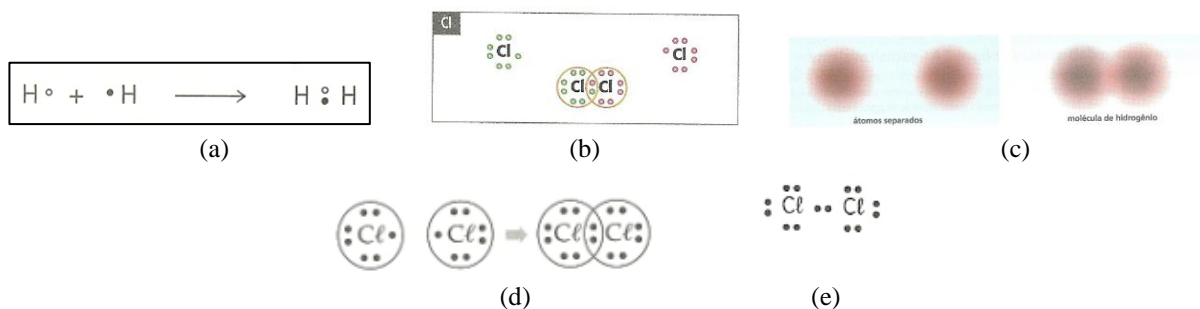 Cl
Cl
Cl
Cl Cl
H + H → H H
átomos separados
molécula de hidrogênio
(a)
(b)
(c)
Cℓ Cℓ Cℓ Cℓ
Cℓ Cℓ
(d)
(e)